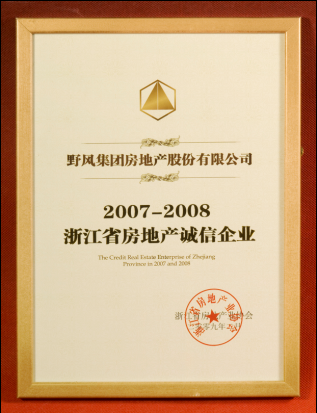 野风集团房地产股份有限公司
2007-2008
浙江省房地产诚信企业
The Credit Real Estate Enterprise of Zhejiang
Province in 2007 and 2008
浙江省房地产业协会